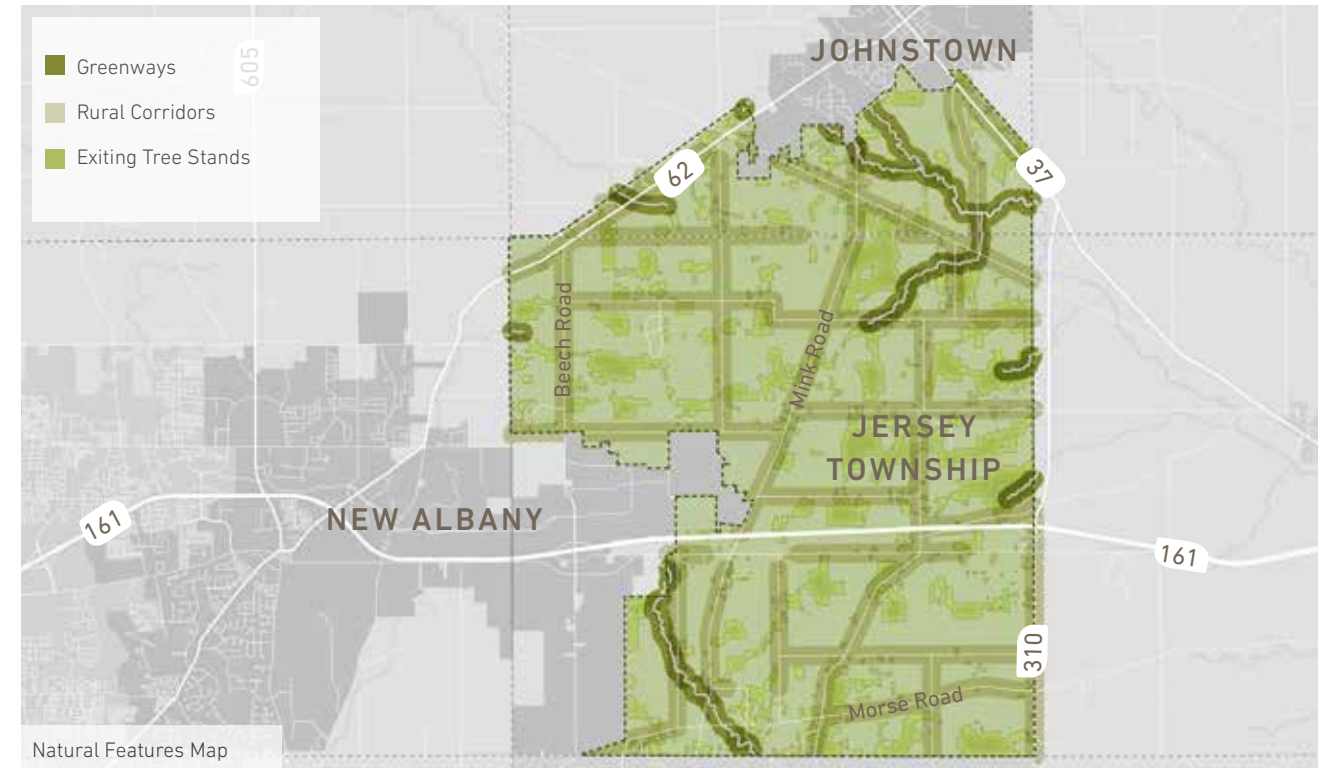 JOHNSTOWN
605
Greenways
Rural Corridors
Exiting Tree Stands
62
37
Beech Road
Mink Road
JERSEY
TOWNSHIP
161
NEW ALBANY
161
310
Morse Road
Natural Features Map